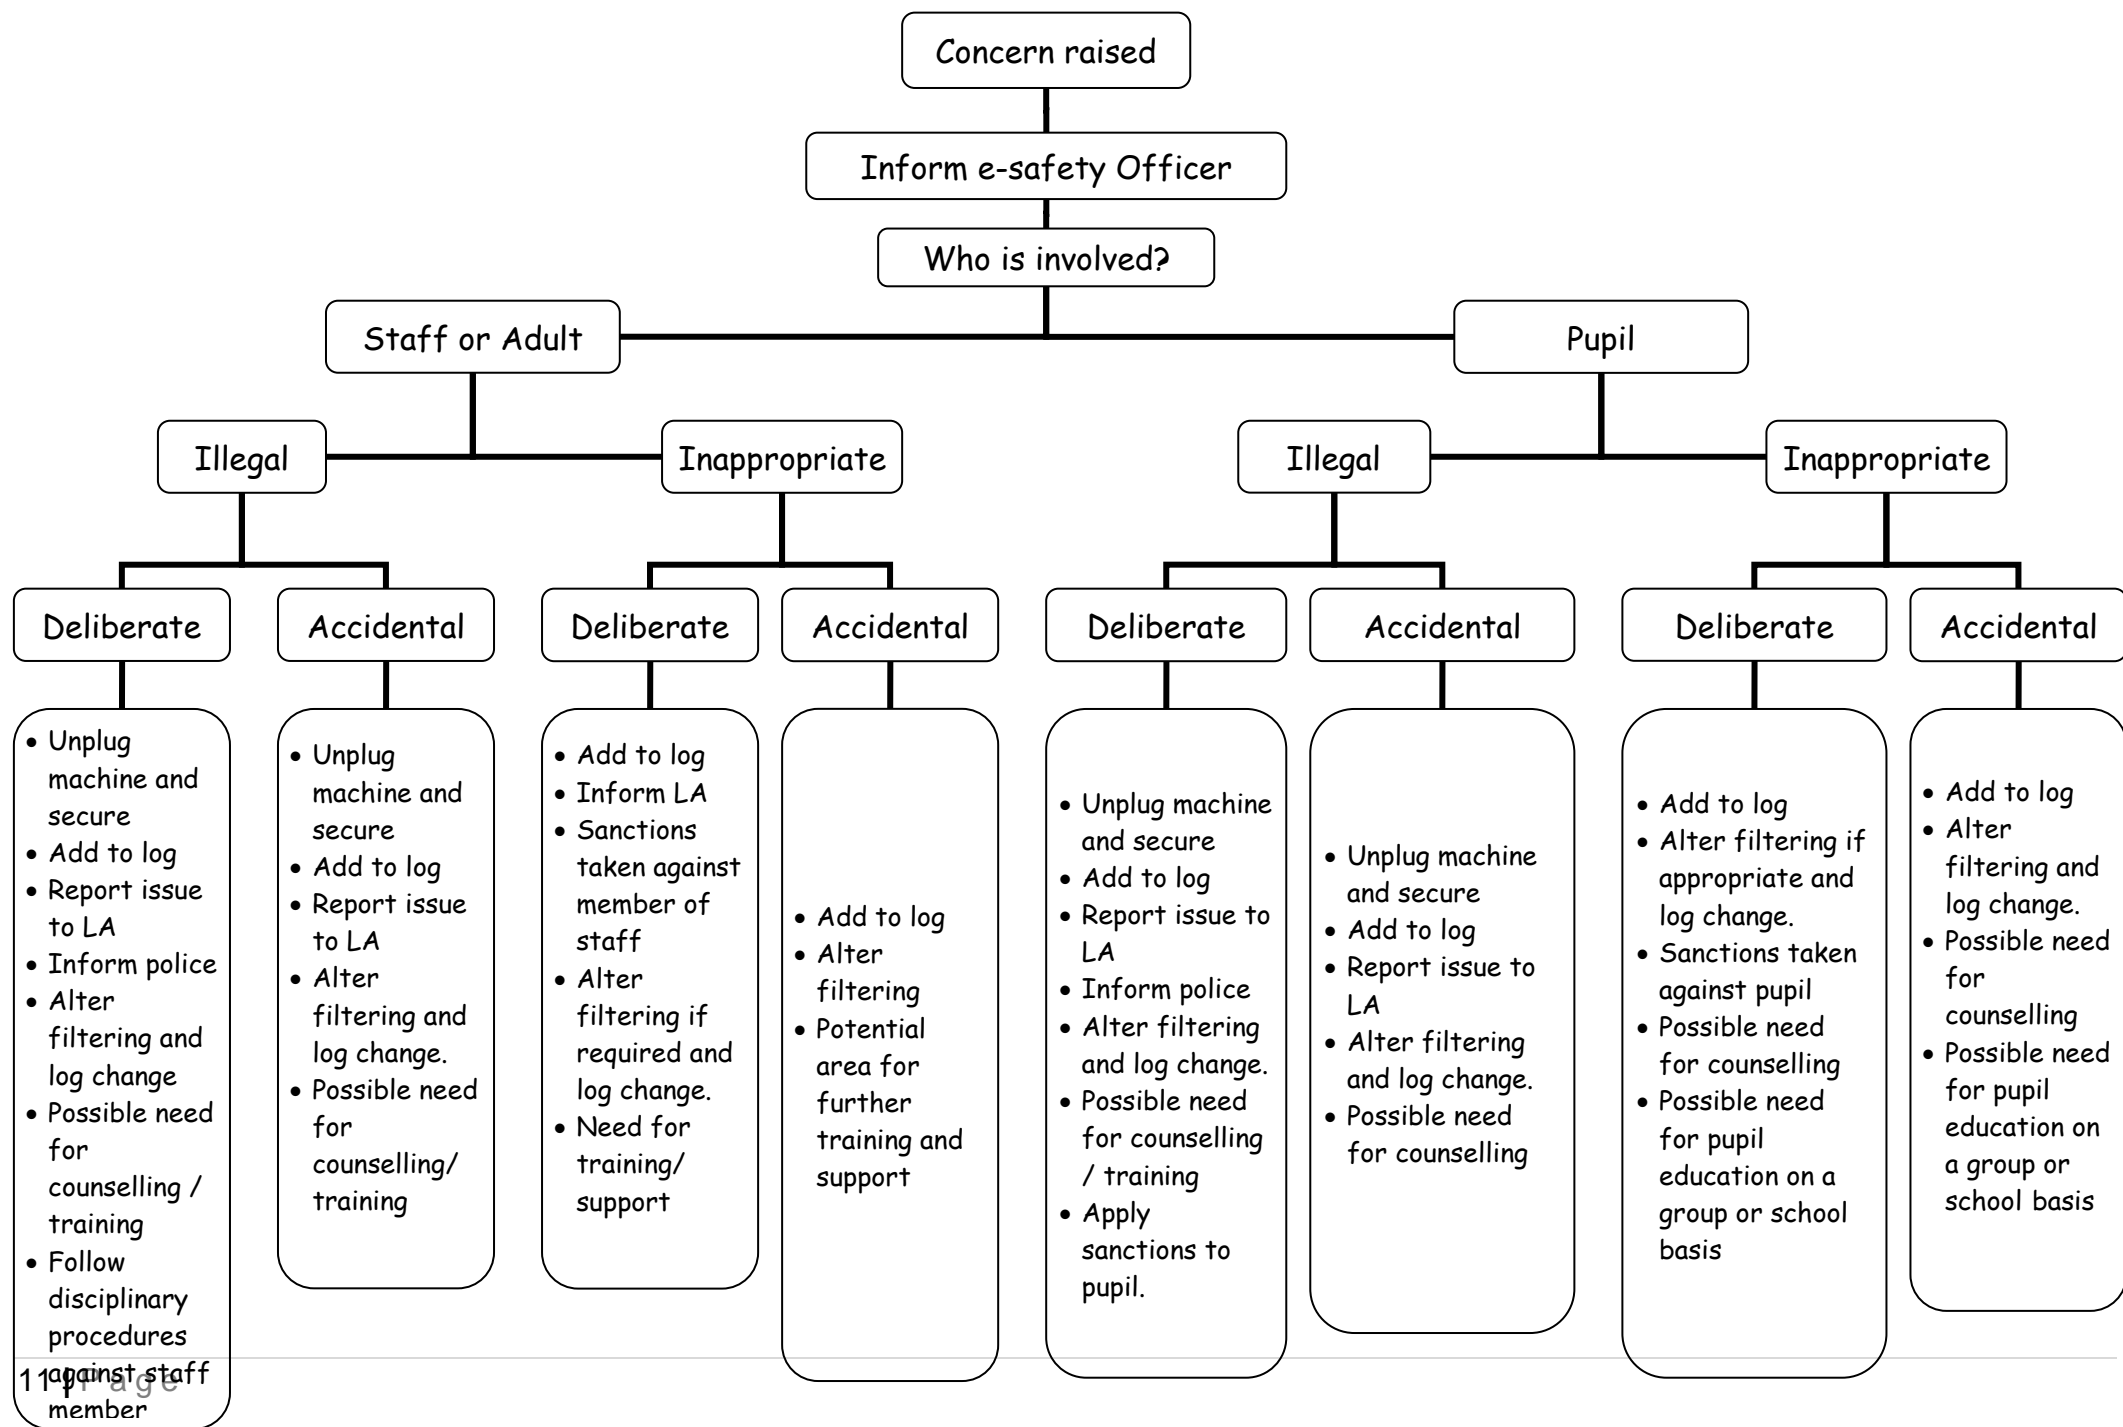 Concern raised
Inform e-safety Officer
Who is involved?
Staff or Adult
Pupil
Illegal
Inappropriate
Illegal
Inappropriate
Deliberate
Accidental
Deliberate
Accidental
Deliberate
Accidental
Deliberate
Accidental
• Unplug
machine and
secure
• Add to log
• Report issue
to LA
• Inform police
• Alter
filtering and
log change
• Possible need
for
counselling /
training
• Follow
disciplinary
procedures
against staff
member
• Unplug
machine and
secure
• Add to log
• Report issue
to LA
• Alter
filtering and
log change.
• Possible need
for
counselling/
training
• Add to log
• Inform LA
• Sanctions
taken against
member of
staff
• Alter
filtering if
required and
log change.
• Need for
training/
support
• Add to log
• Alter
filtering
• Potential
area for
further
training and
support
• Unplug machine
and secure
• Add to log
• Report issue to
LA
• Inform police
• Alter filtering
and log change.
• Possible need
for counselling
/ training
• Apply
sanctions to
pupil.
• Unplug machine
and secure
• Add to log
• Report issue to
LA
• Alter filtering
and log change.
• Possible need
for counselling
• Add to log
• Alter filtering if
appropriate and
log change.
• Sanctions taken
against pupil
• Possible need
for counselling
• Possible need
for pupil
education on a
group or school
basis
• Add to log
• Alter
filtering and
log change.
• Possible need
for
counselling
• Possible need
for pupil
education on
a group or
school basis
11 | Page